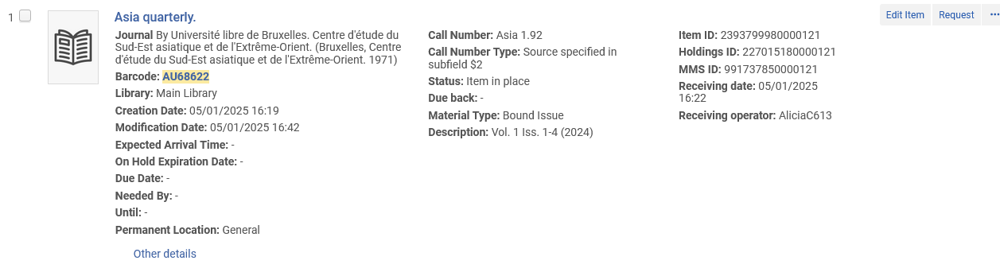 1
Asia quarterly.
Journal By Université libre de Bruxelles. Centre d'étude du
Sud-Est asiatique et de l'Extrême-Orient. (Bruxelles, Centre
d'étude du Sud-Est asiatique et de l'Extrême-Orient. 1971)
Barcode: AU68622
Library: Main Library
Creation Date: 05/01/2025 16:19
Modification Date: 05/01/2025 16:42
Expected Arrival Time: -
On Hold Expiration Date: -
Due Date: -
Needed By: -
Until: -
Permanent Location: General
Other details
Call Number: Asia 1.92
Call Number Type: Source specified in
subfield $2
Status: Item in place
Due back: -
Material Type: Bound Issue
Description: Vol. 1 Iss. 1-4 (2024)
Edit Item
Request
Item ID: 2393799980000121
Holdings ID: 227015180000121
MMS ID: 991737850000121
Receiving date: 05/01/2025
16:22
Receiving operator: AliciaC613